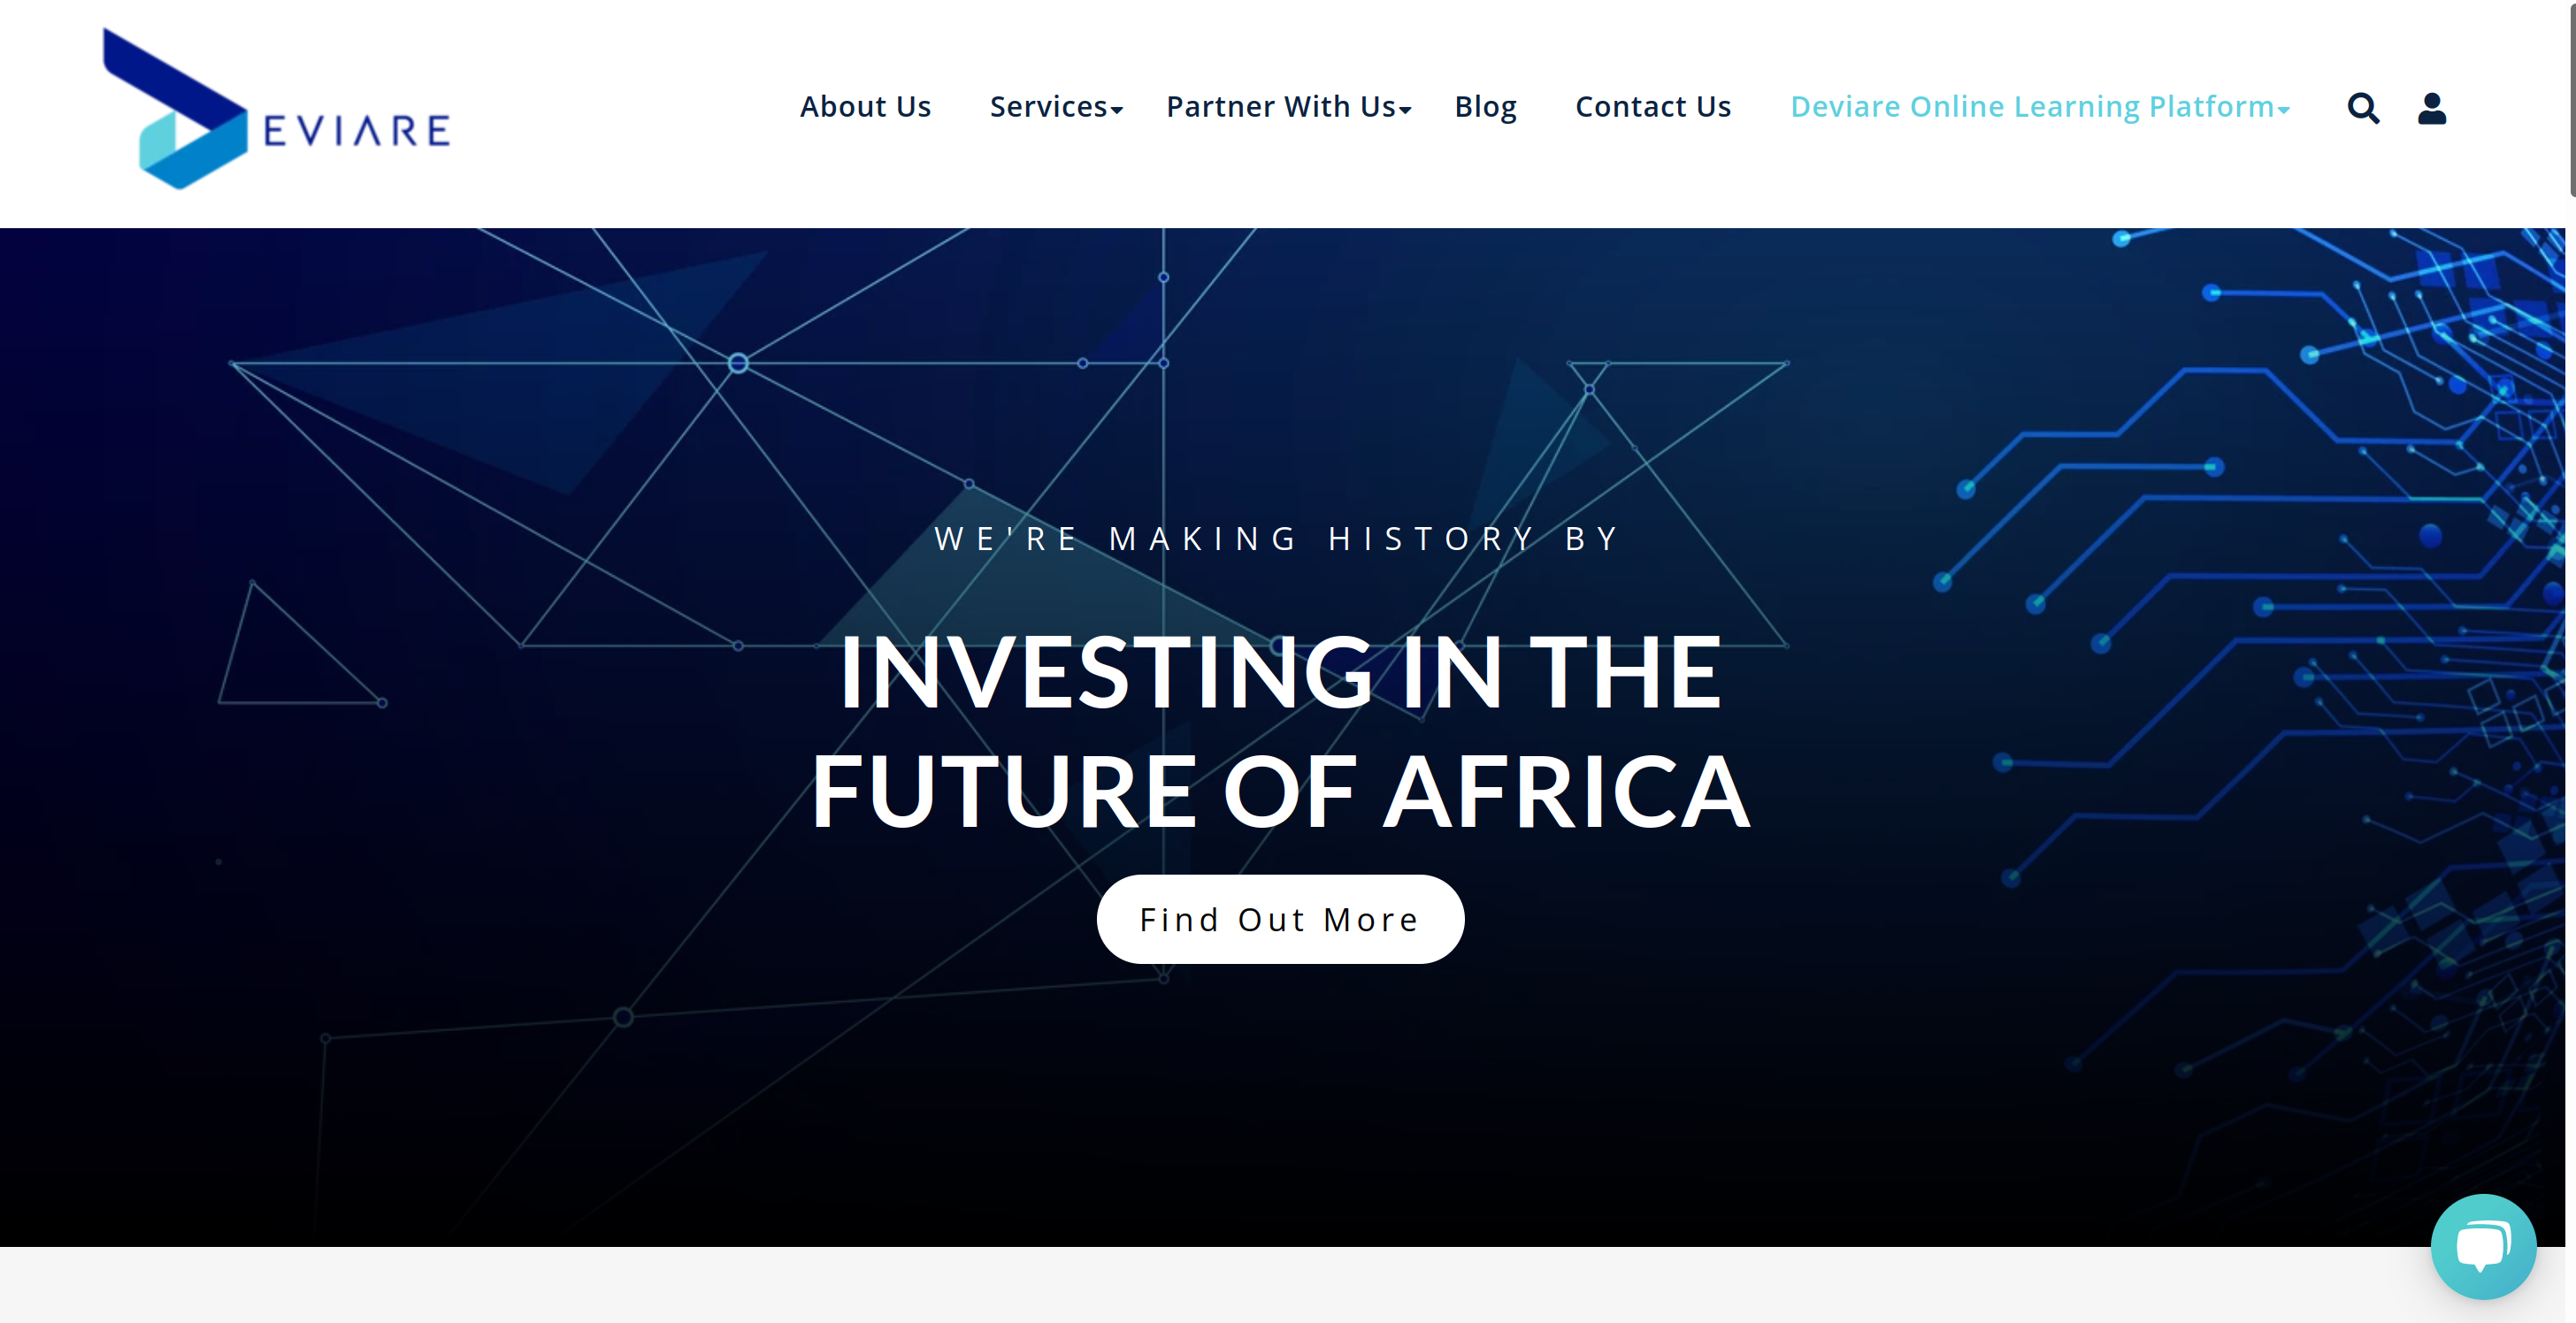 EVIARE
About Us Services Partner With Us Blog Contact Us Deviare Online Learning Platform
WE'RE MAKING HISTORY BY
INVESTING IN THE
FUTURE OF AFRICA
Find Out More